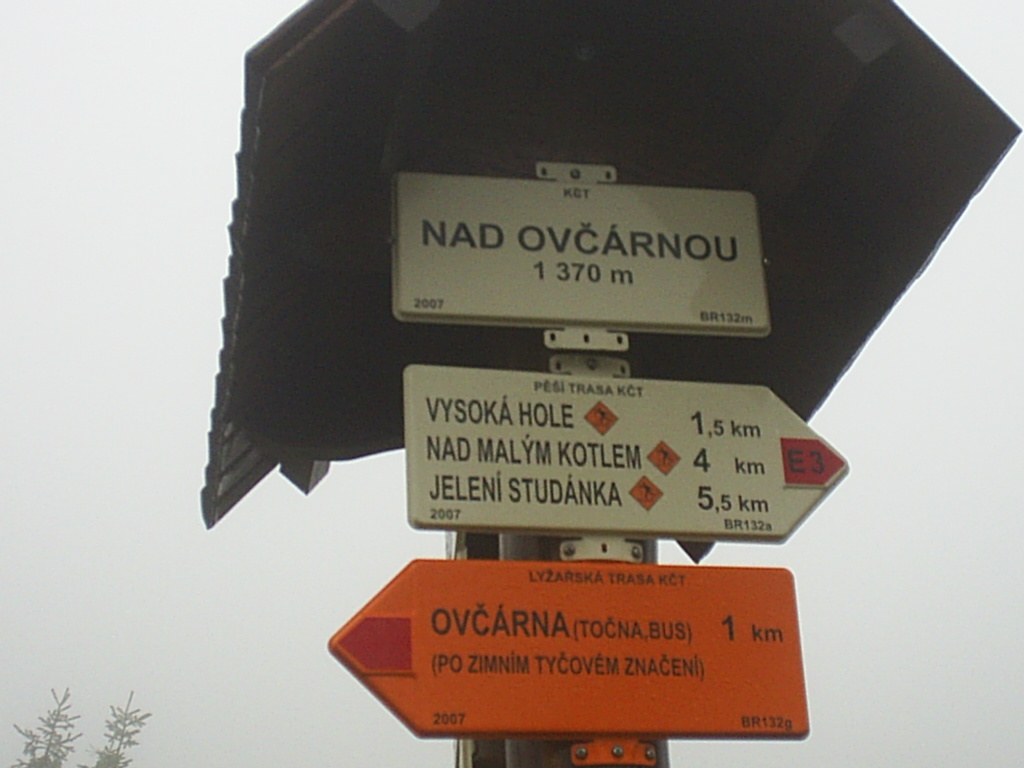 KČT
NAD OVČÁRNOU
1 370 m
2007 BR132m
PĚŠÍ TRASA KČT
VYSOKÁ HOLE 1,5 km
NAD MALÝM KOTLEM 4 km
JELENÍ STUDÁNKA 5,5 km
E3
2007 BR132a
LYŽAŘSKÁ TRASA KČT
OVČÁRNA (TOČNA,BUS) 1 km
(PO ZIMNÍM TYČOVÉM ZNAČENÍ)
2007 BR132g